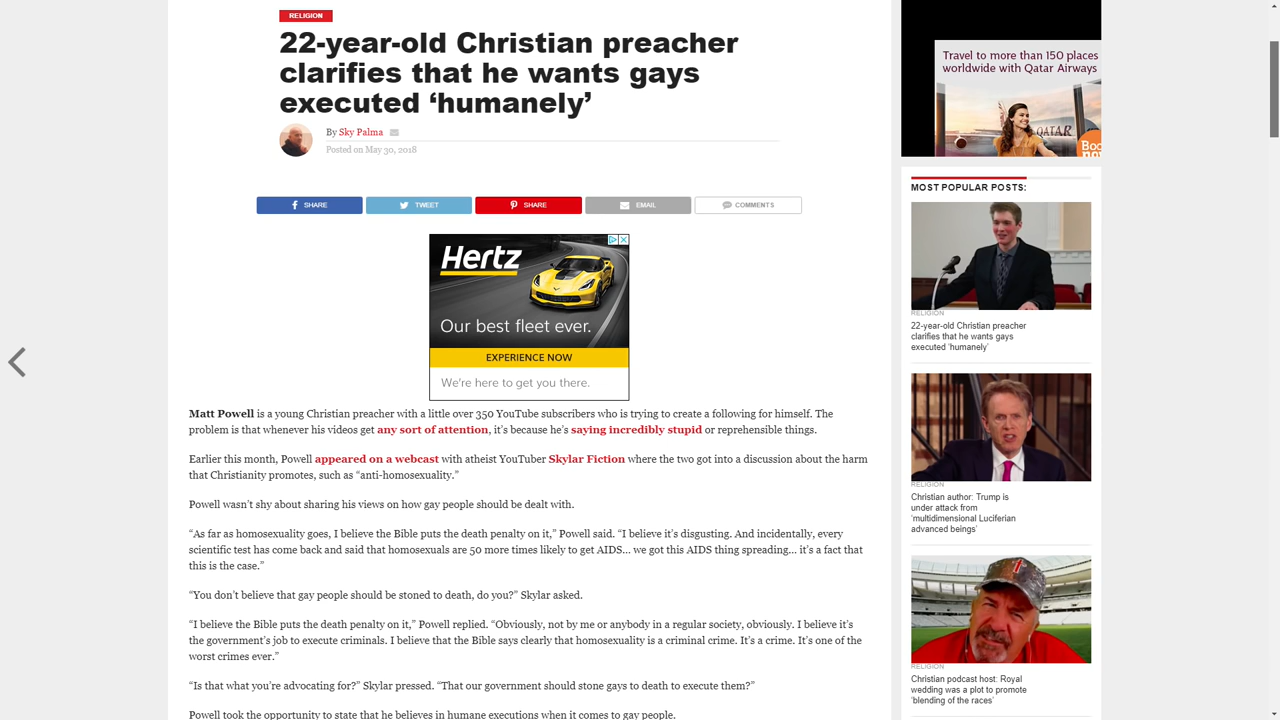 RELIGION
22-year-old Christian preacher
clarifies that he wants gays
executed ‘humanely’
By Sky Palma
Posted on May 30, 2018
SHARE
TWEET
SHARE
EMAIL
COMMENTS
Hertz
Our best fleet ever.
EXPERIENCE NOW
We're here to get you there.
Matt Powell is a young Christian preacher with a little over 350 YouTube subscribers who is trying to create a following for himself. The
problem is that whenever his videos get any sort of attention, it’s because he’s saying incredibly stupid or reprehensible things.
Earlier this month, Powell appeared on a webcast with atheist YouTuber Skylar Fiction where the two got into a discussion about the harm
that Christianity promotes, such as “anti-homosexuality.”
Powell wasn’t shy about sharing his views on how gay people should be dealt with.
“As far as homosexuality goes, I believe the Bible puts the death penalty on it,” Powell said. “I believe it’s disgusting. And incidentally, every
scientific test has come back and said that homosexuals are 50 more times likely to get AIDS… we got this AIDS thing spreading… it’s a fact that
this is the case.”
“You don’t believe that gay people should be stoned to death, do you?” Skylar asked.
“I believe the Bible puts the death penalty on it,” Powell replied. “Obviously, not by me or anybody in a regular society, obviously. I believe it’s
the government’s job to execute criminals. I believe that the Bible says clearly that homosexuality is a criminal crime. It’s a crime. It’s one of the
worst crimes ever.”
“Is that what you’re advocating for?” Skylar pressed. “That our government should stone gays to death to execute them?”
Powell took the opportunity to state that he believes in humane executions when it comes to gay people.
Travel to more than 150 places
worldwide with Qatar Airways
QATAR
Boo
now
MOST POPULAR POSTS:
RELIGION
22-year-old Christian preacher
clarifies that he wants gays
executed ‘humanely’
RELIGION
Christian author: Trump is
under attack from
‘multidimensional Luciferian
advanced beings’
RELIGION
Christian podcast host: Royal
wedding was a plot to promote
‘blending of the races’